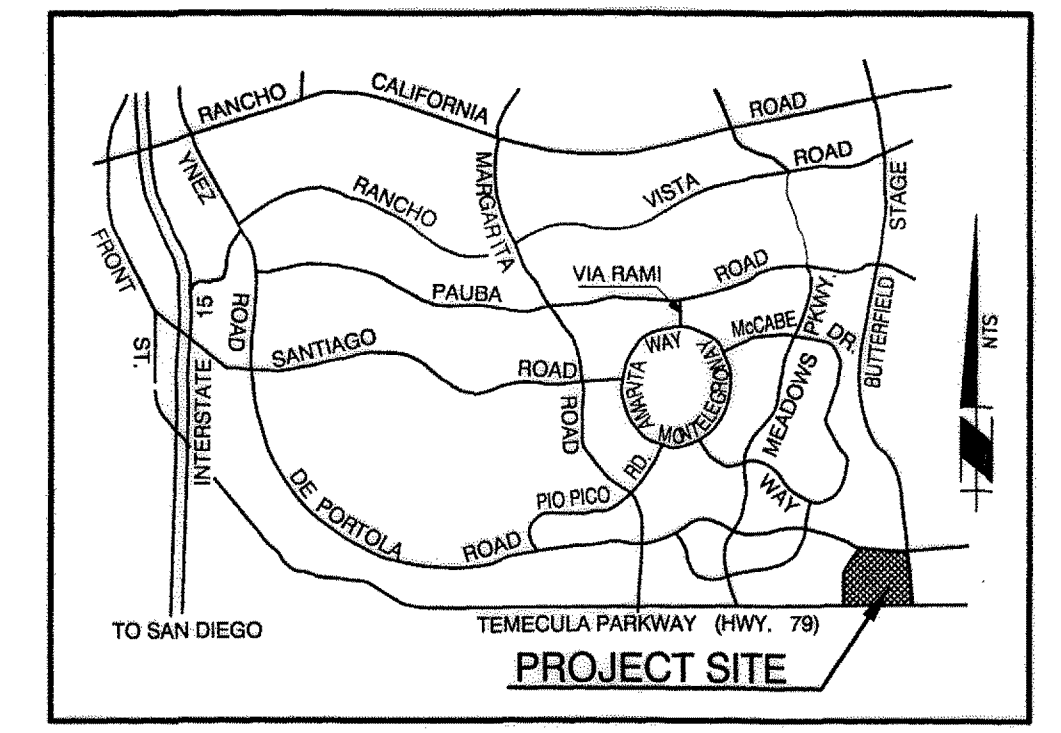 RANCHO CALIFORNIA ROAD
YNEZ ROAD
MARGARITA ROAD
RANCHO VISTA ROAD
STAGE
FRONT ST.
VIA RAMI
PAUBA ROAD
INTERSTATE 15
SANTIAGO ROAD
AMARITA WAY
MONTELEGRO WAY
McCABE DR.
MEADOWS PKWY.
BUTTERFIELD
NTS
WAY
PIO PICO RD.
DE PORTOLA ROAD
TO SAN DIEGO
TEMECULA PARKWAY (HWY. 79)
PROJECT SITE